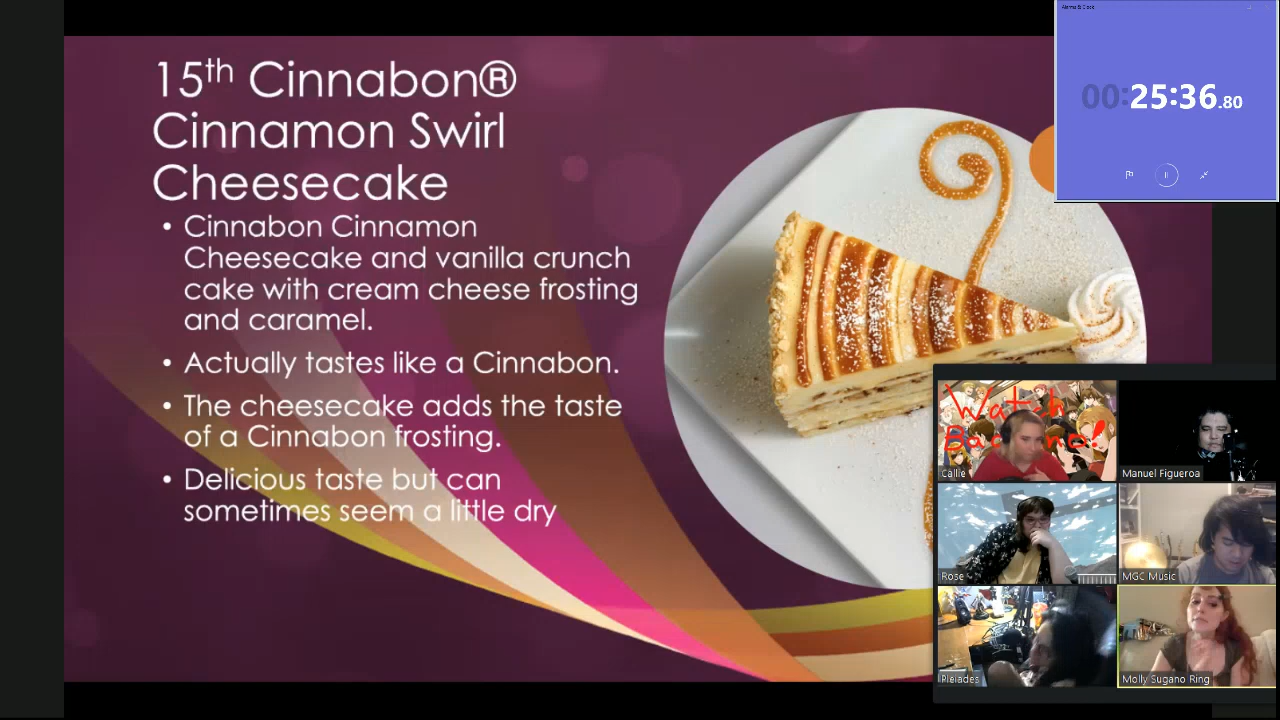 15th Cinnabon®
Cinnamon Swirl
Cheesecake
• Cinnabon Cinnamon
Cheesecake and vanilla crunch
cake with cream cheese frosting
and caramel.
• Actually tastes like a Cinnabon.
• The cheesecake adds the taste
of a Cinnabon frosting.
• Delicious taste but can
sometimes seem a little dry
Alarms & Clock
00:25:36.80
Watch
Callie
Manuel Figueroa
Rose
MGC Music
Pleiades
Molly Sugano Ring